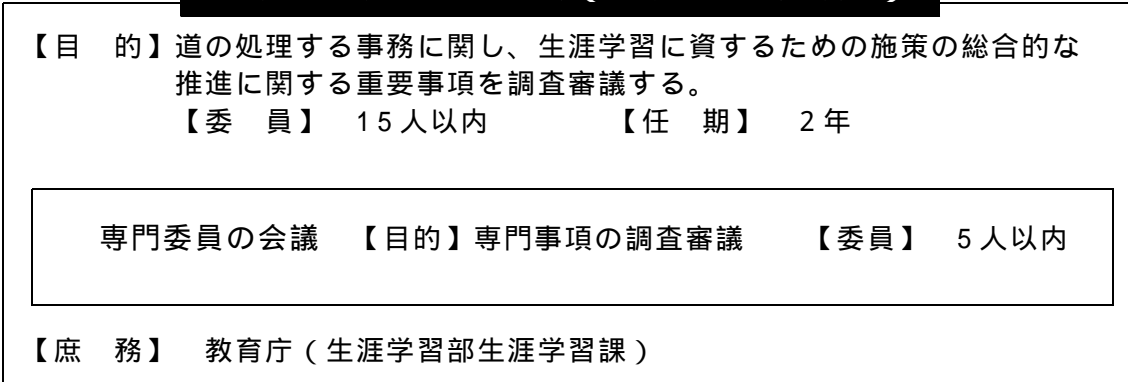 【目　的】道の処理する事務に関し、生涯学習に資するための施策の総合的な
推進に関する重要事項を調査審議する。
【委　員】　15人以内　　　【任　期】　2年
専門委員の会議　【目的】専門事項の調査審議　　【委員】　5人以内
【庶　務】　教育庁（生涯学習部生涯学習課）